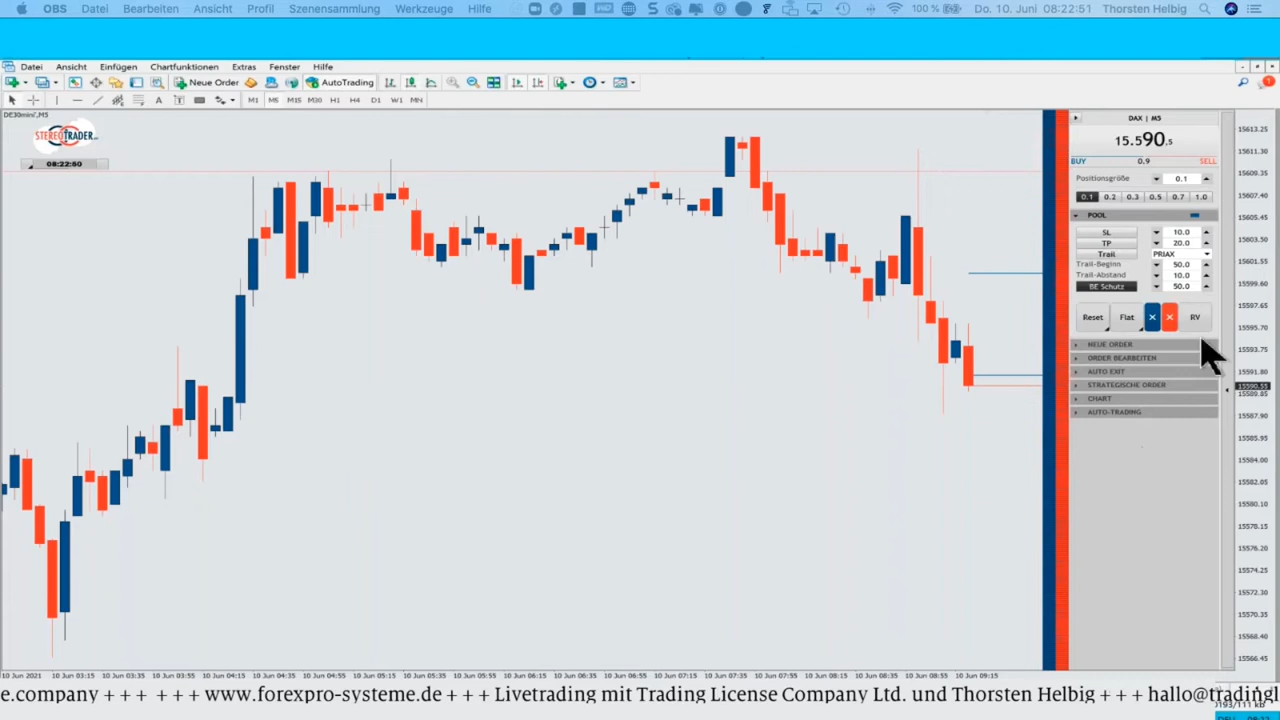 OBS Datei Bearbeiten Ansicht Profil Szenensammlung Werkzeuge Hilfe 100 % Do. 10. Juni 08:22:51 Thorsten Helbig
Datei Ansicht Einfügen Chartfunktionen Extras Fenster Hilfe
Neue Order AutoTrading
M1 M5 M15 M30 H1 H4 D1 W1 MN
STEREOTRADER
08:22:50
DAX | M5
15.590.5
BUY 0.9 SELL
Positionsgröße 0.1
0.1 0.2 0.3 0.5 0.7 1.0
POOL
SL 10.0
TP 20.0
Trail PRIAX
Trail-Beginn 50.0
Trail-Abstand 10.0
BE Schutz 50.0
Reset Flat × × RV
NEUE ORDER
ORDER BEARBEITEN
AUTO EXIT
STRATEGISCHE ORDER
CHART
AUTO-TRADING
15613.25
15611.30
15609.35
15607.40
15605.45
15603.50
15601.55
15599.60
15597.65
15595.70
15593.75
15591.80
15590.55
15589.85
15587.90
15585.95
15584.00
15582.05
15580.10
15578.15
15576.20
15574.25
15572.30
15570.35
15568.40
15566.45
10 Jun 2021 10 Jun 03:15 10 Jun 03:35 10 Jun 03:55 10 Jun 04:15 10 Jun 04:35 10 Jun 04:55 10 Jun 05:15 10 Jun 05:35 10 Jun 05:55 10 Jun 06:15 10 Jun 06:35 10 Jun 06:55 10 Jun 07:15 10 Jun 07:35 10 Jun 07:55 10 Jun 08:15 10 Jun 08:35 10 Jun 08:55 10 Jun 09:15
e.company + + + + + + www.forexpro-systeme.de + + + Livetrading mit Trading License Company Ltd. und Thorsten Helbig + + + hallo@tradingl